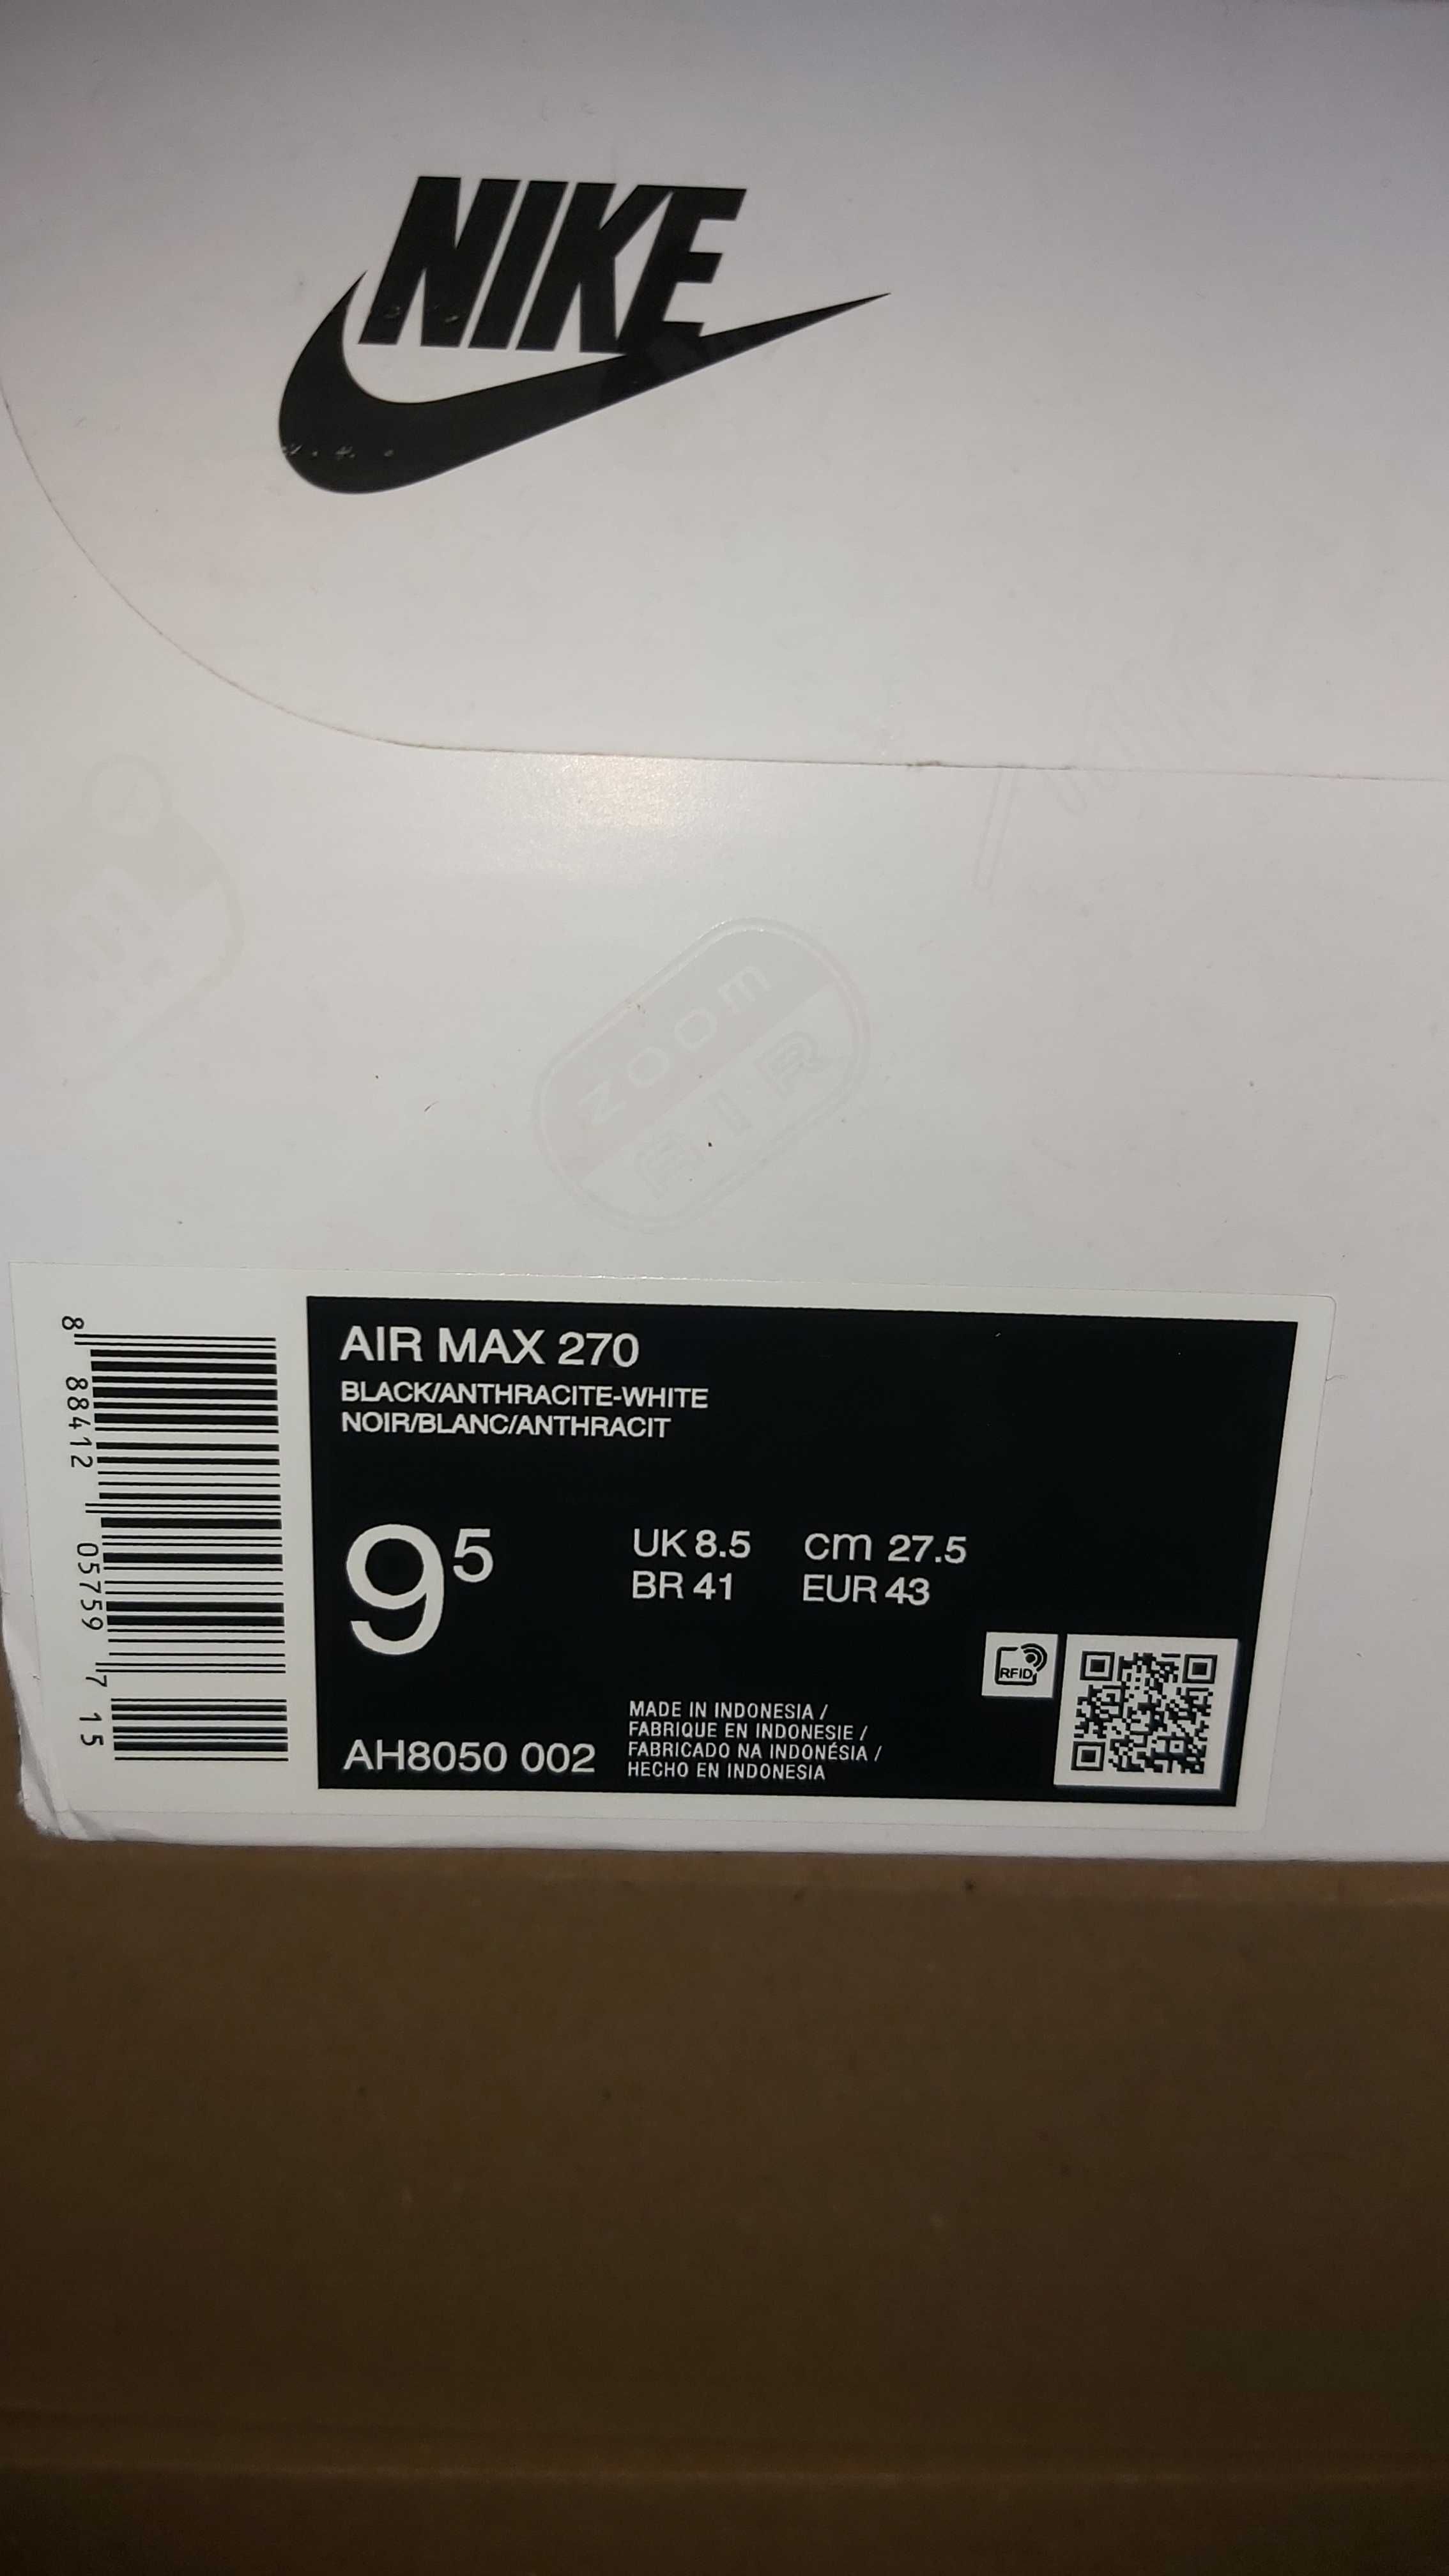 NIKE
ZOOM
AIR
8 88412 05759 7 15
AIR MAX 270
BLACK/ANTHRACITE-WHITE
NOIR/BLANC/ANTHRACIT
9⁵
UK 8.5 cm 27.5
BR 41 EUR 43
RFID
MADE IN INDONESIA /
FABRIQUE EN INDONESIE /
FABRICADO NA INDONÉSIA /
HECHO EN INDONESIA
AH8050 002